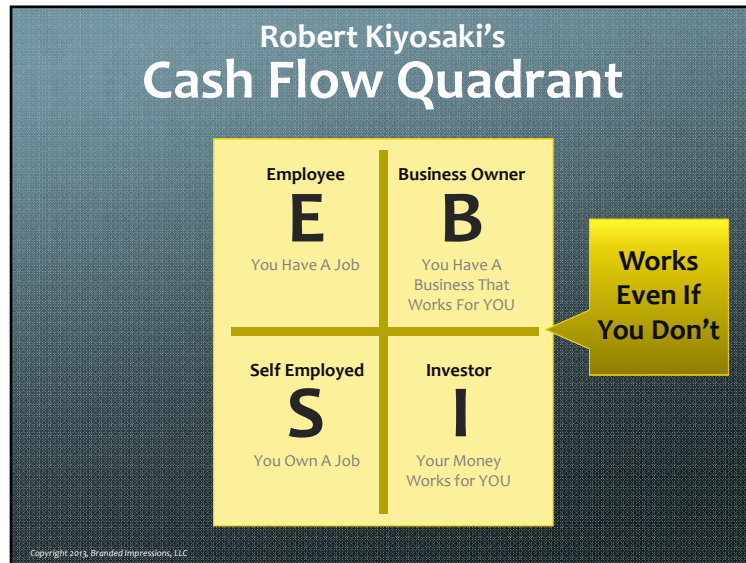 Robert Kiyosaki’s
Cash Flow Quadrant
Employee
E
You Have A Job
Business Owner
B
You Have A
Business That
Works For YOU
Works
Even If
You Don’t
Self Employed
S
You Own A Job
Investor
I
Your Money
Works for YOU
Copyright 2013, Branded Impressions, LLC